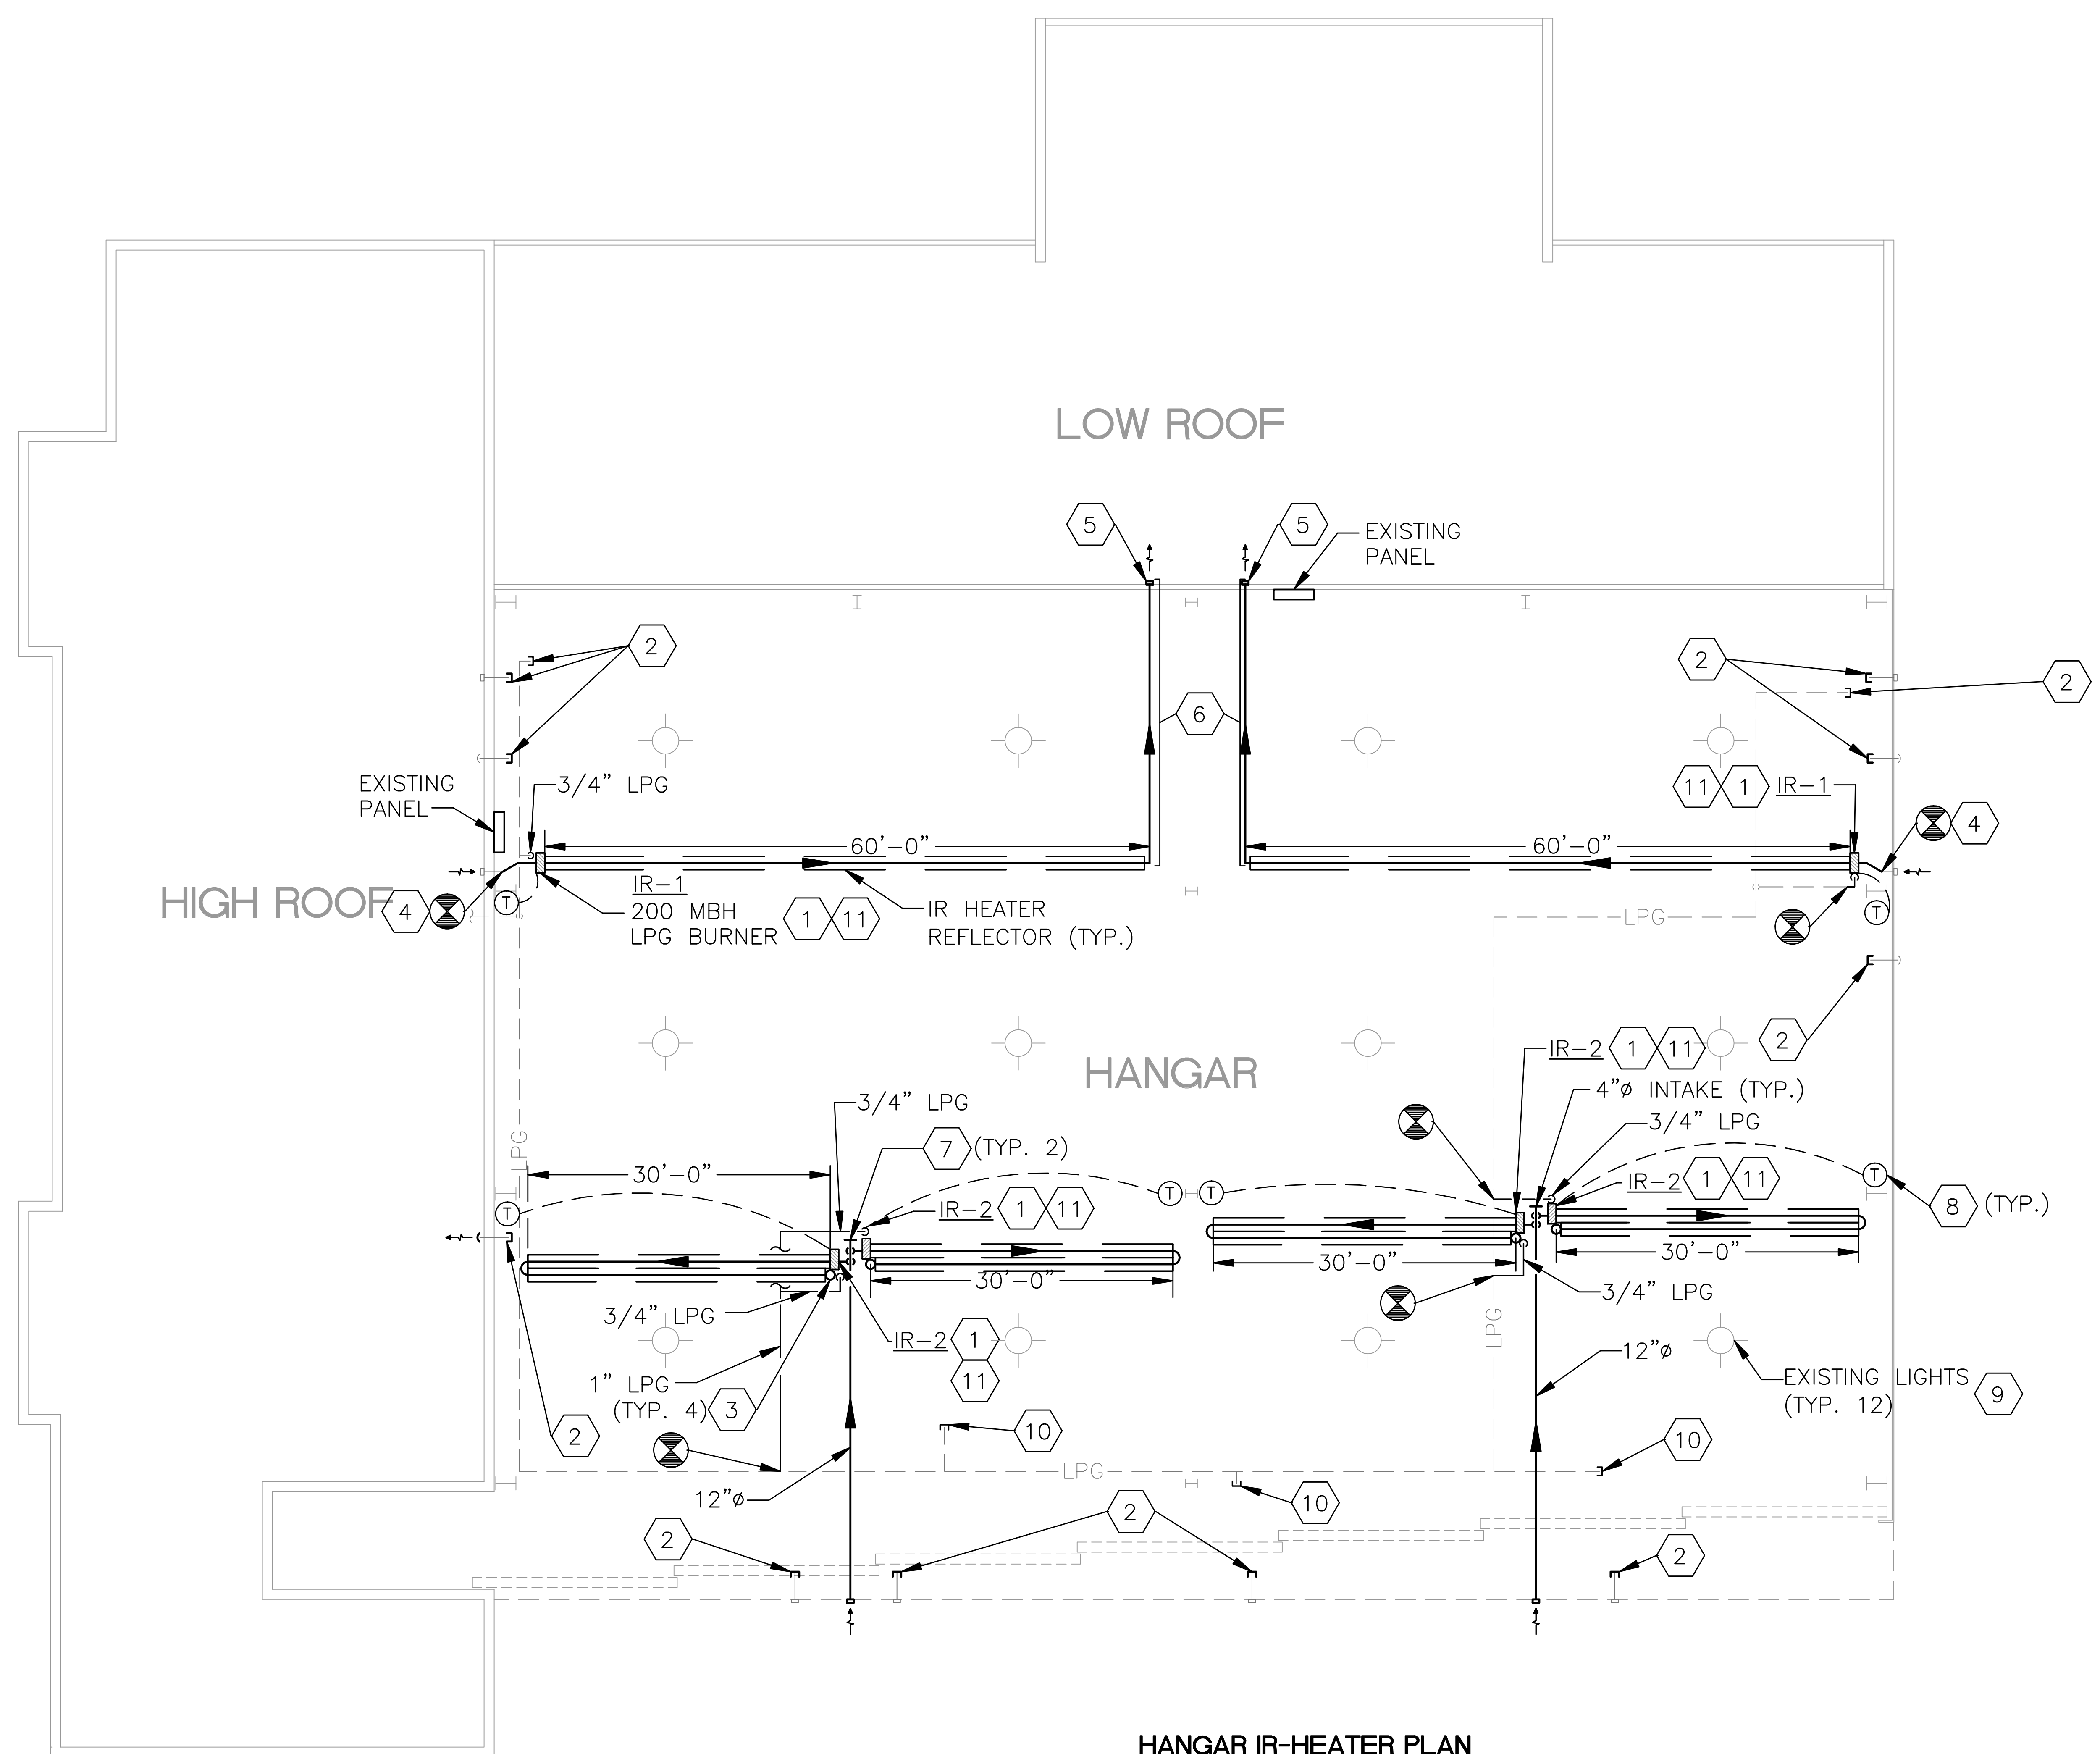 LOW ROOF
5
5
EXISTING
PANEL
2
2
2
6
EXISTING
PANEL
3/4" LPG
11
1
IR-1
4
60'-0"
60'-0"
HIGH ROOF
4
T
IR-1
200 MBH
LPG BURNER
1
11
IR HEATER
REFLECTOR (TYP.)
LPG
T
2
HANGAR
IR-2
1
11
4"ø INTAKE (TYP.)
3/4" LPG
3/4" LPG
LPG
7
(TYP. 2)
30'-0"
T
T
T
T
IR-2
1
11
IR-2
1
11
8
(TYP.)
30'-0"
30'-0"
30'-0"
3/4" LPG
3/4" LPG
LPG
IR-2
1
11
12"ø
1" LPG
(TYP. 4)
3
EXISTING LIGHTS
(TYP. 12)
9
2
10
10
LPG
12"ø
10
2
2
2
HANGAR IR-HEATER PLAN